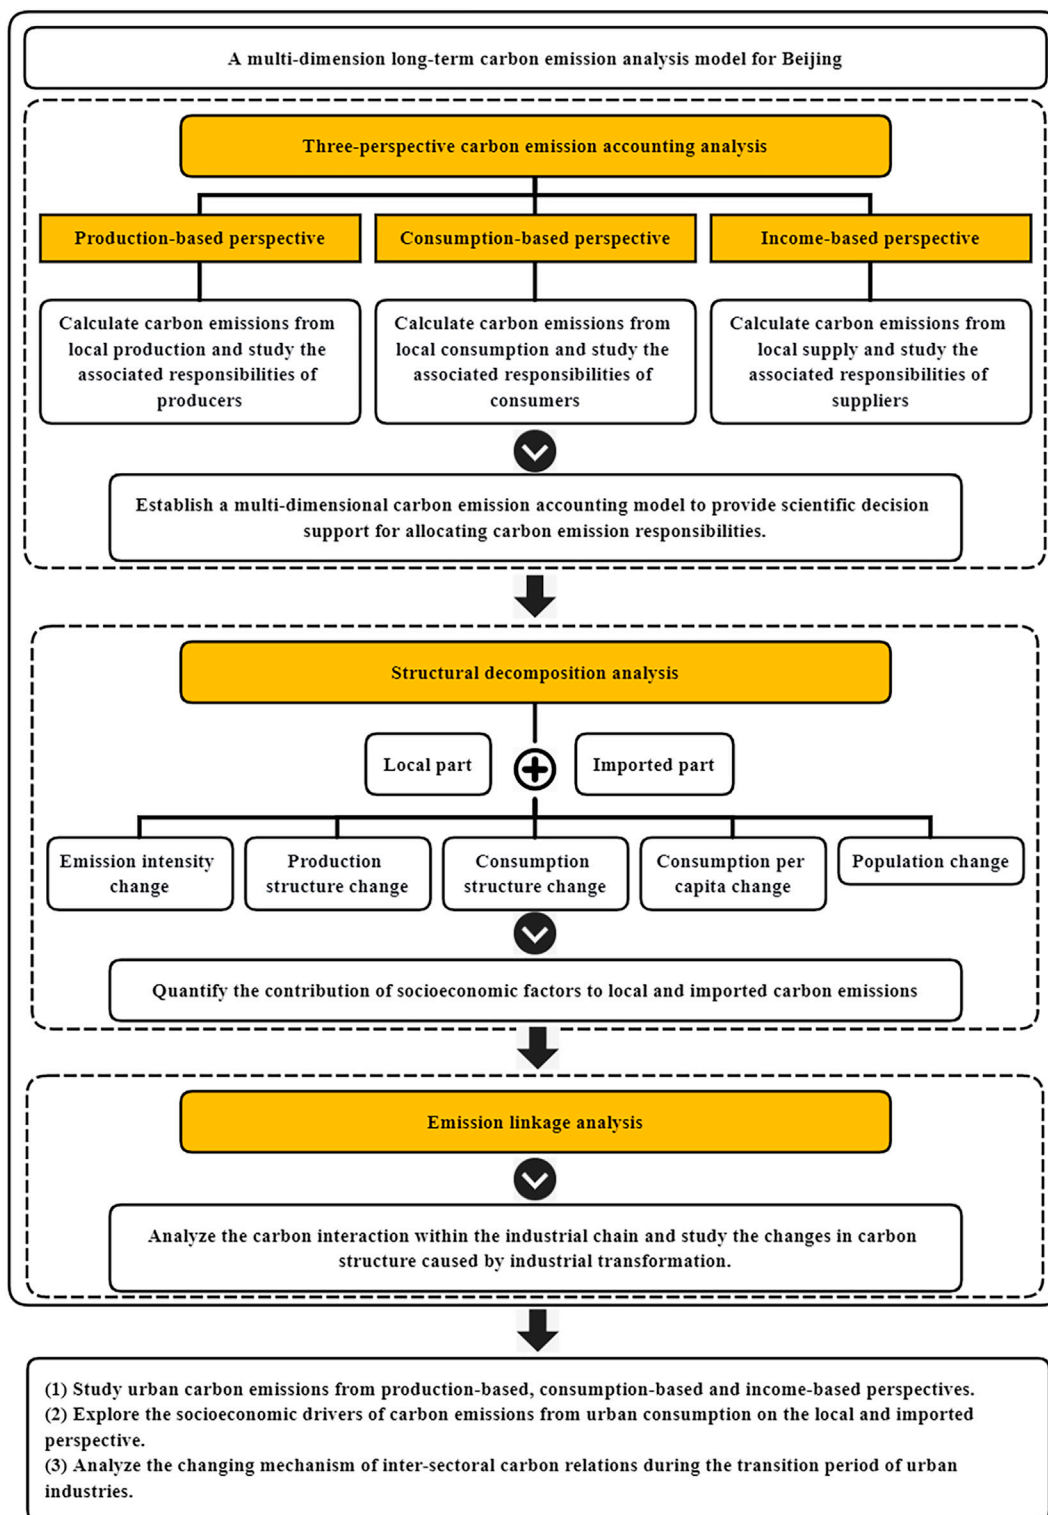 A multi-dimension long-term carbon emission analysis model for Beijing
Three-perspective carbon emission accounting analysis
Production-based perspective
Consumption-based perspective
Income-based perspective
Calculate carbon emissions from
local production and study the
associated responsibilities of
producers
Calculate carbon emissions from
local consumption and study the
associated responsibilities of
consumers
Calculate carbon emissions from
local supply and study the
associated responsibilities of
suppliers
Establish a multi-dimensional carbon emission accounting model to provide scientific decision
support for allocating carbon emission responsibilities.
Structural decomposition analysis
Local part
Imported part
Emission intensity
change
Production
structure change
Consumption
structure change
Consumption per
capita change
Population change
Quantify the contribution of socioeconomic factors to local and imported carbon emissions
Emission linkage analysis
Analyze the carbon interaction within the industrial chain and study the changes in carbon
structure caused by industrial transformation.
(1) Study urban carbon emissions from production-based, consumption-based and income-based perspectives.
(2) Explore the socioeconomic drivers of carbon emissions from urban consumption on the local and imported
perspective.
(3) Analyze the changing mechanism of inter-sectoral carbon relations during the transition period of urban
industries.